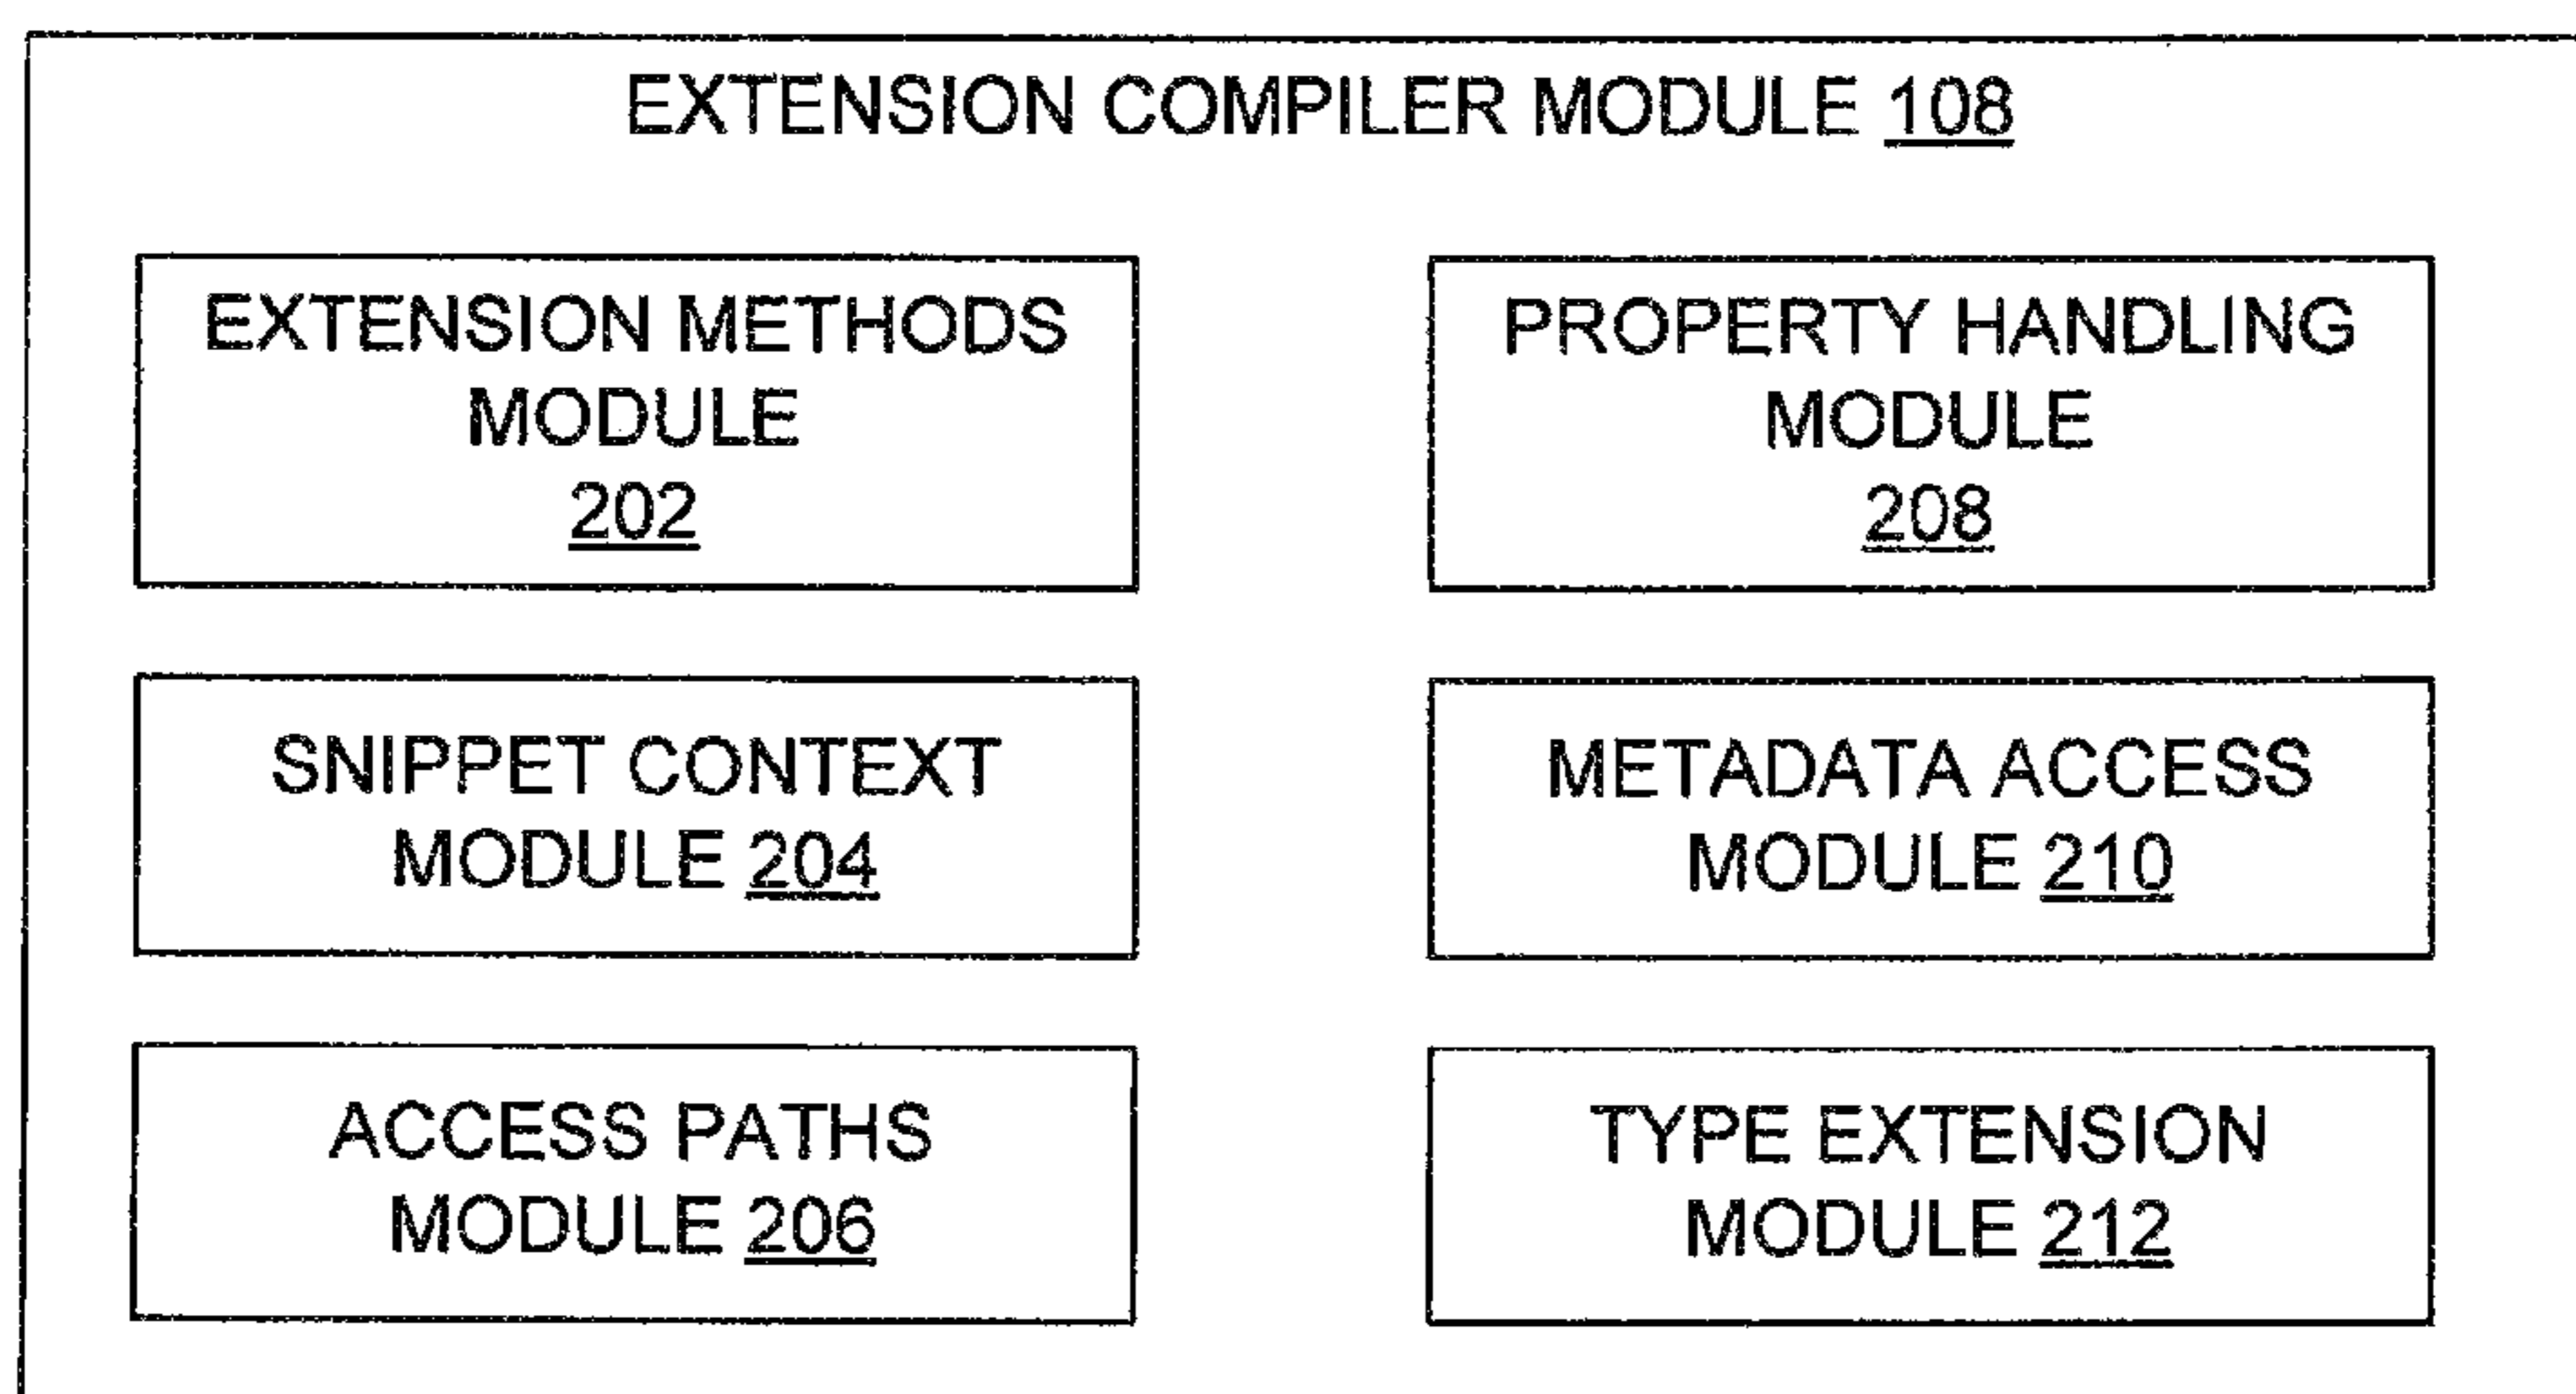 EXTENSION COMPILER MODULE 108
EXTENSION METHODS
MODULE
202
PROPERTY HANDLING
MODULE
208
SNIPPET CONTEXT
MODULE 204
METADATA ACCESS
MODULE 210
ACCESS PATHS
MODULE 206
TYPE EXTENSION
MODULE 212